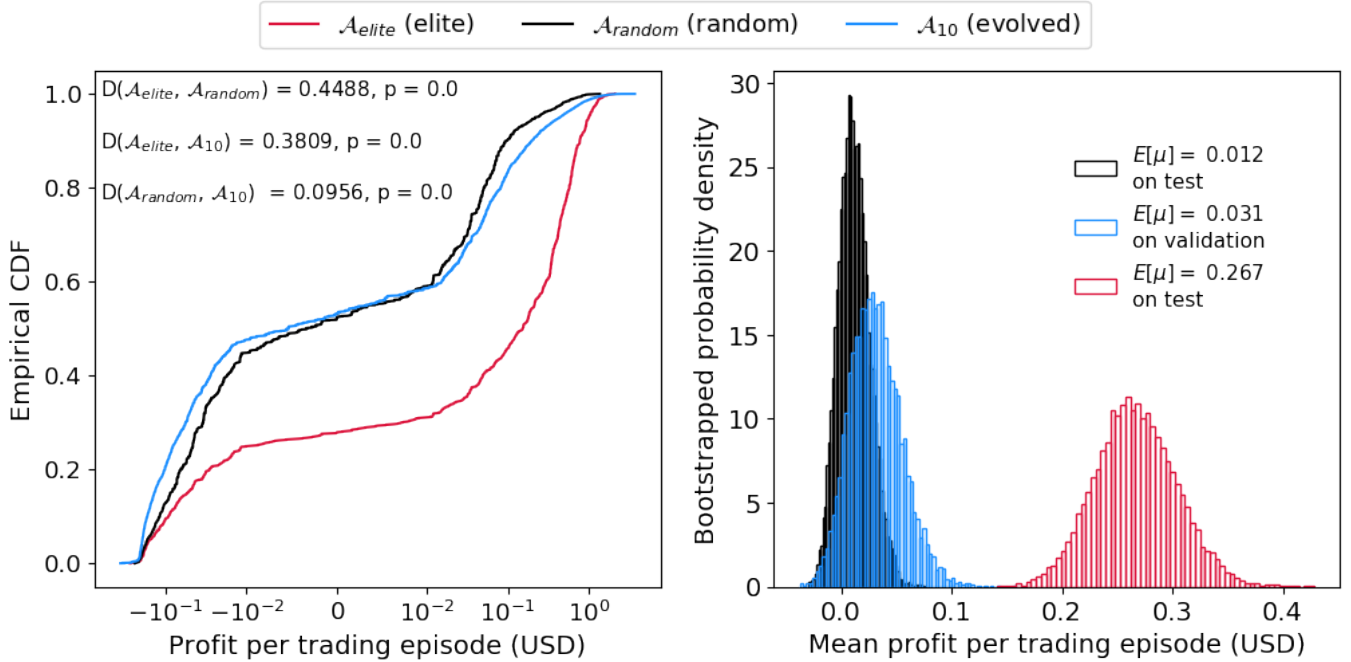 𝒜elite (elite) 𝒜random (random) 𝒜10 (evolved)
D(𝒜elite, 𝒜random) = 0.4488, p = 0.0
D(𝒜elite, 𝒜10) = 0.3809, p = 0.0
D(𝒜random, 𝒜10) = 0.0956, p = 0.0
Empirical CDF
1.0
0.8
0.6
0.4
0.2
0.0
−10⁻¹ −10⁻² 0 10⁻² 10⁻¹ 10⁰
Profit per trading episode (USD)
Bootstrapped probability density
30
25
20
15
10
5
0
E[μ] = 0.012
on test
E[μ] = 0.031
on validation
E[μ] = 0.267
on test
0.0 0.1 0.2 0.3 0.4
Mean profit per trading episode (USD)